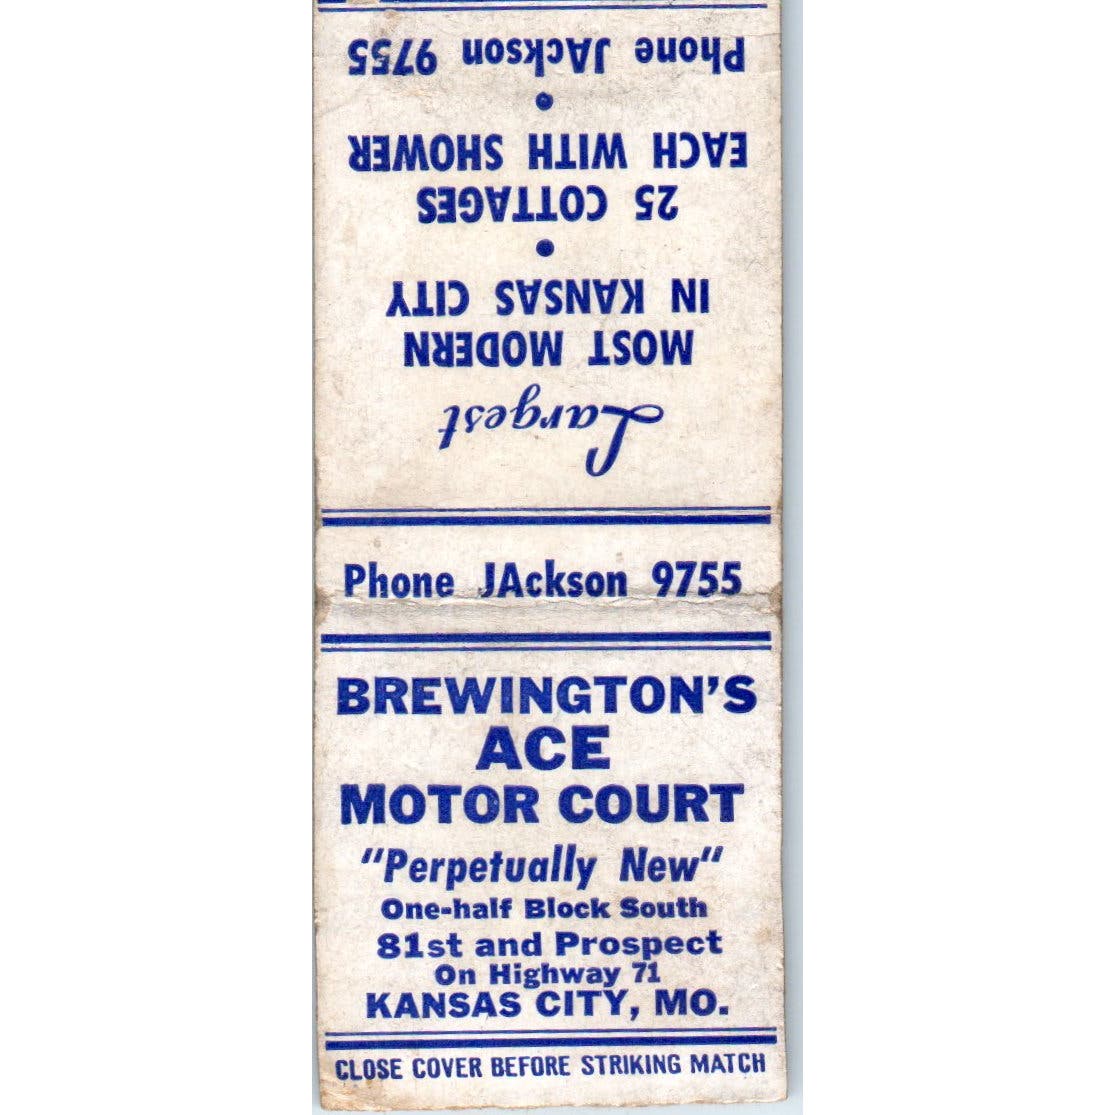 Largest
MOST MODERN
IN KANSAS CITY
•
25 COTTAGES
EACH WITH SHOWER
•
Phone JAckson 9755
Phone JAckson 9755
BREWINGTON'S
ACE
MOTOR COURT
"Perpetually New"
One-half Block South
81st and Prospect
On Highway 71
KANSAS CITY, MO.
CLOSE COVER BEFORE STRIKING MATCH